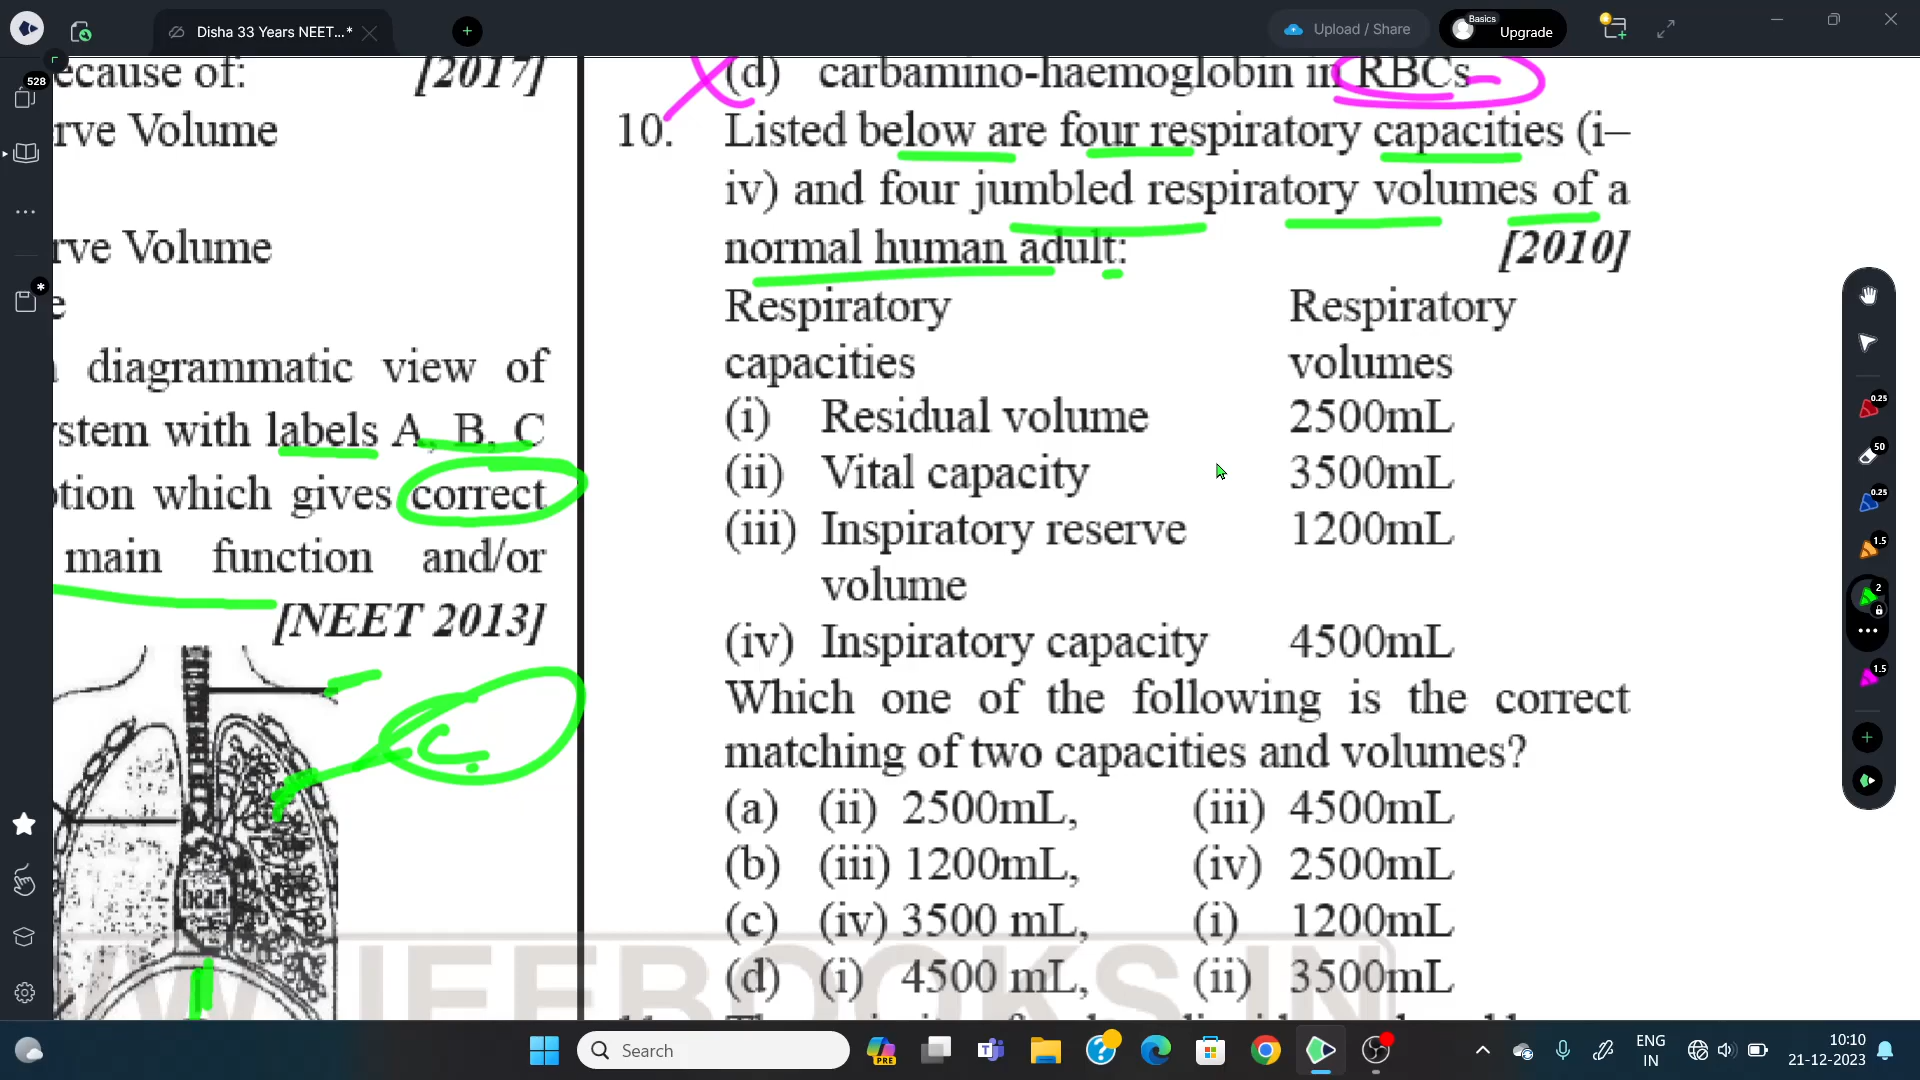 Disha 33 Years NEET...*
Upload / Share
Basics
Upgrade
528
ecause of: [2017]
rve Volume
rve Volume
e
diagrammatic view of
stem with labels A, B, C
otion which gives correct
main function and/or
[NEET 2013]
C
heart
(d) carbamino-haemoglobin in RBCs
10. Listed below are four respiratory capacities (i–
iv) and four jumbled respiratory volumes of a
normal human adult: [2010]
Respiratory Respiratory
capacities volumes
(i) Residual volume 2500mL
(ii) Vital capacity 3500mL
(iii) Inspiratory reserve 1200mL
volume
(iv) Inspiratory capacity 4500mL
Which one of the following is the correct
matching of two capacities and volumes?
(a) (ii) 2500mL, (iii) 4500mL
(b) (iii) 1200mL, (iv) 2500mL
(c) (iv) 3500 mL, (i) 1200mL
(d) (i) 4500 mL, (ii) 3500mL
W JEEBOOKS.IN
0.25
50
0.25
1.5
2
1.5
Search
PRE
ENG
IN
10:10
21-12-2023